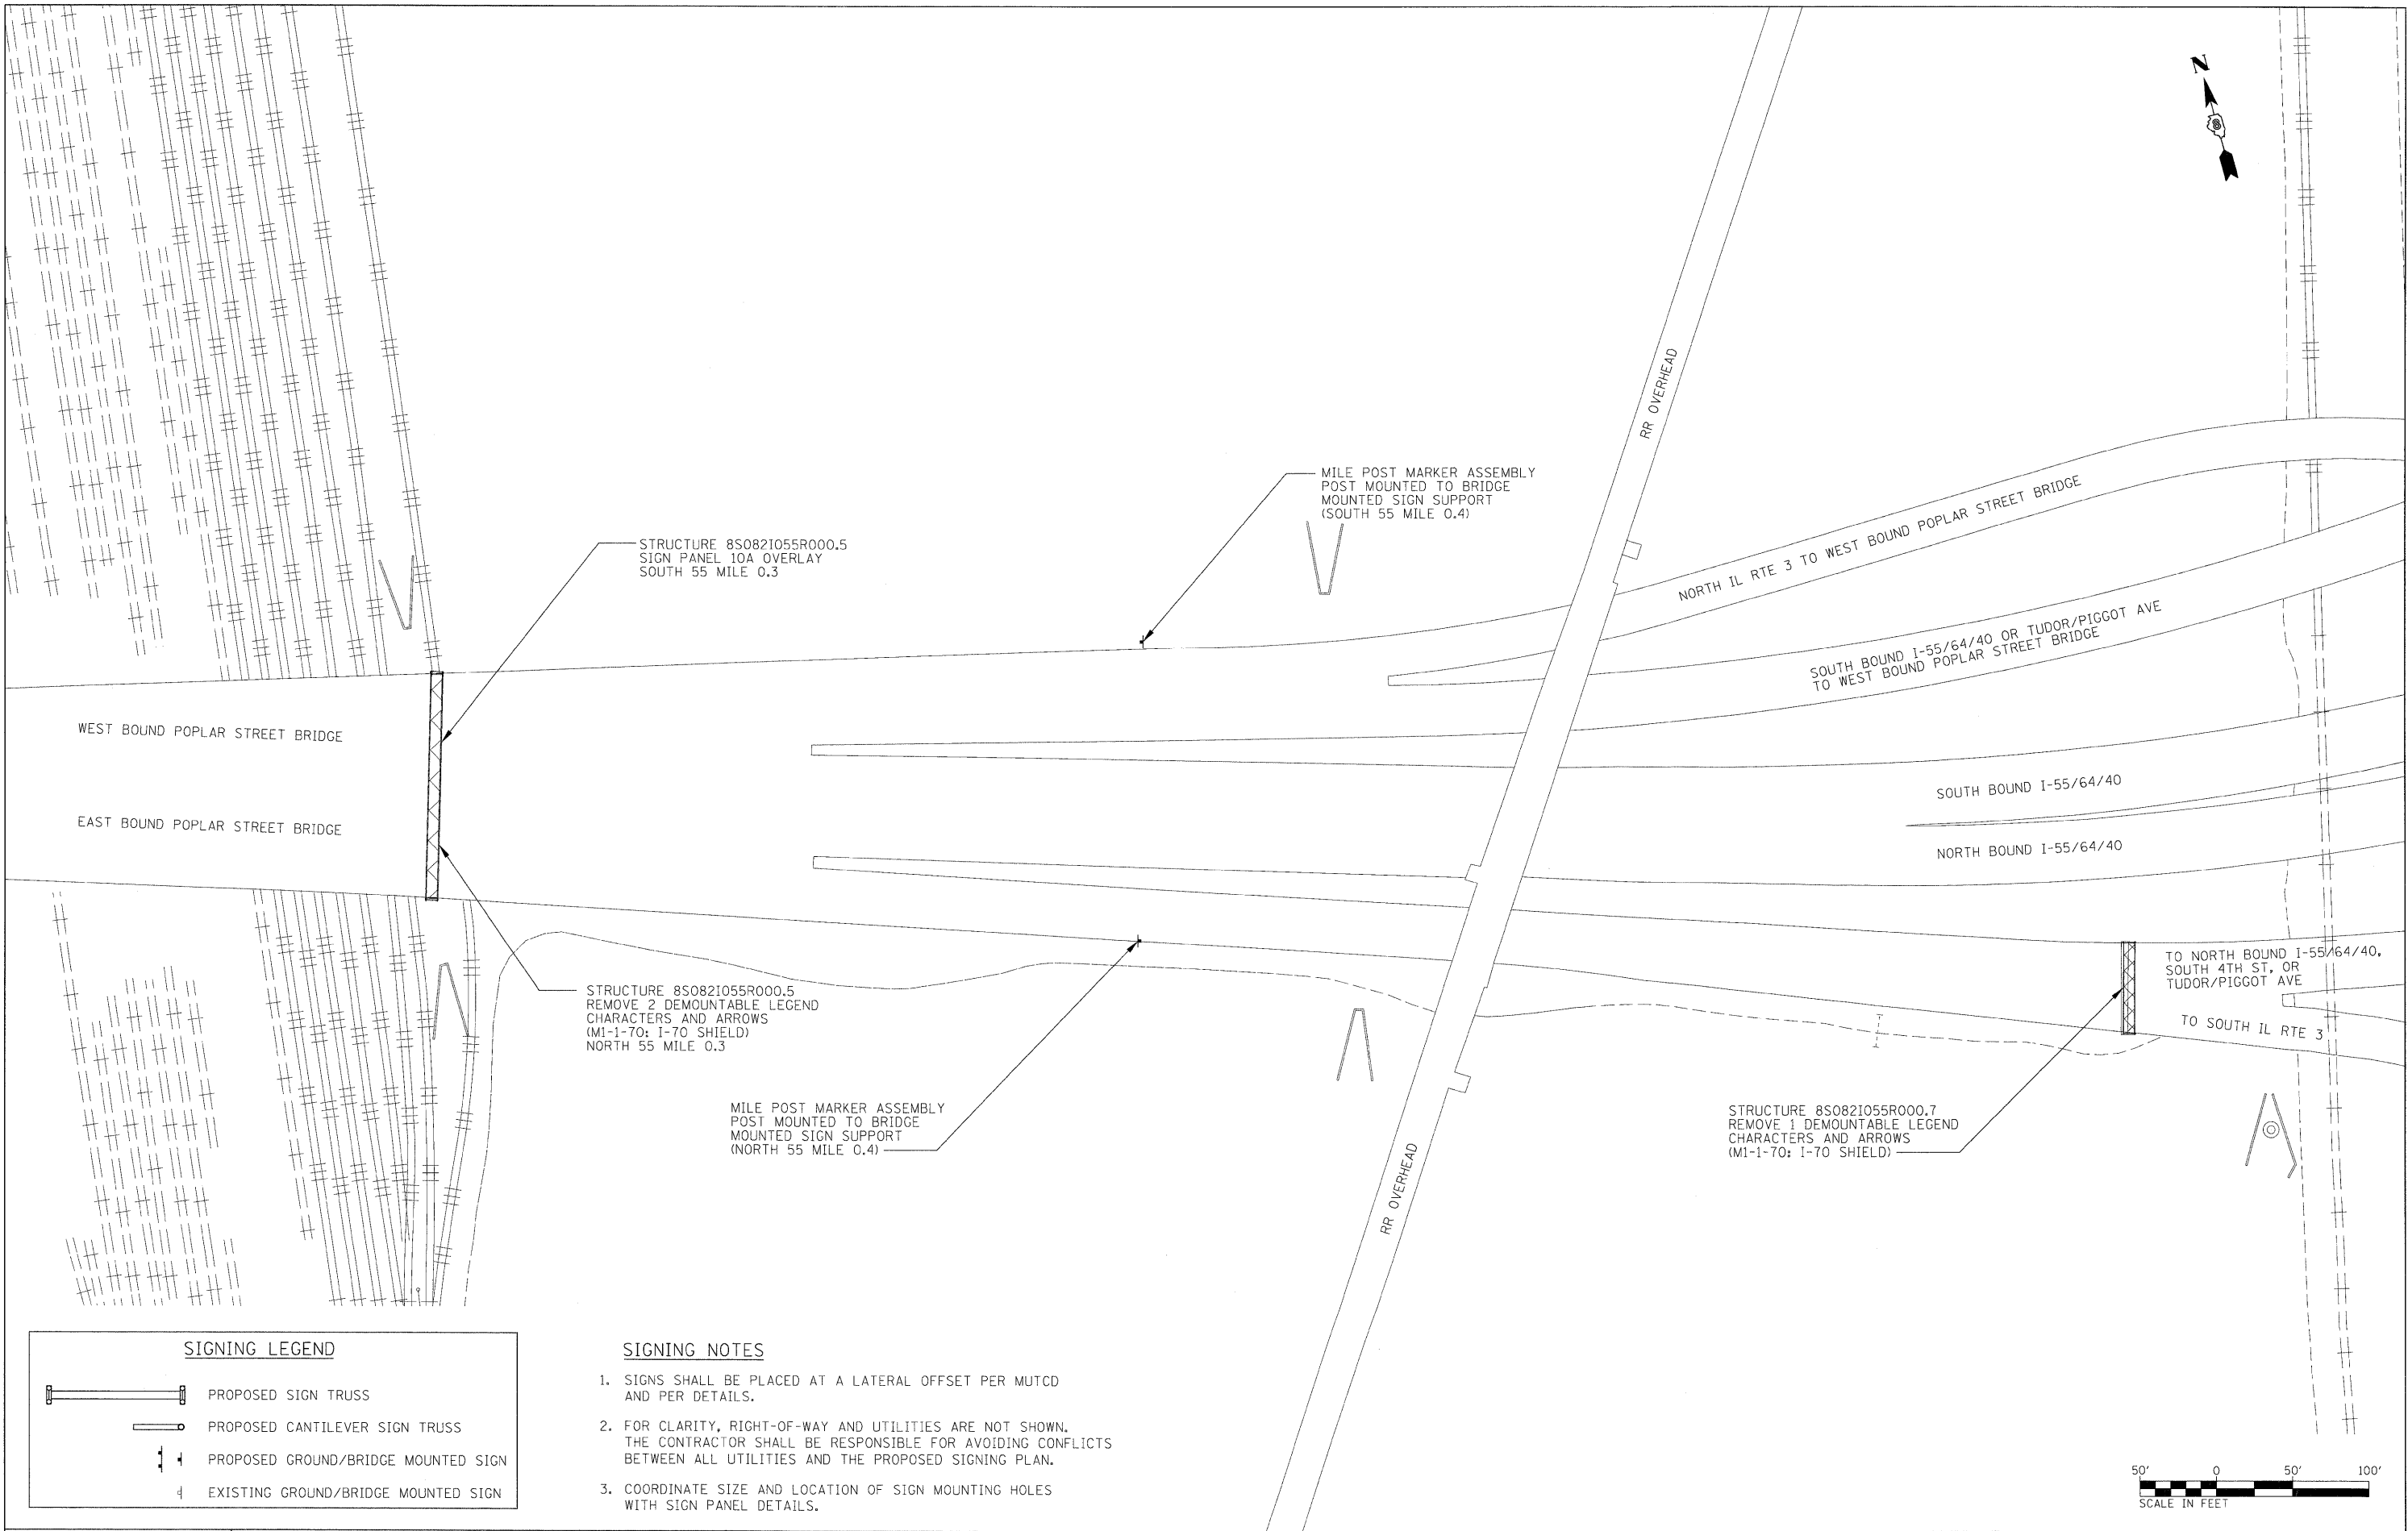 N
8
RR OVERHEAD
MILE POST MARKER ASSEMBLY
POST MOUNTED TO BRIDGE
MOUNTED SIGN SUPPORT
(SOUTH 55 MILE 0.4)
NORTH IL RTE 3 TO WEST BOUND POPLAR STREET BRIDGE
STRUCTURE 8S082I055R000.5
SIGN PANEL 10A OVERLAY
SOUTH 55 MILE 0.3
SOUTH BOUND I-55/64/40 OR TUDOR/PIGGOT AVE
TO WEST BOUND POPLAR STREET BRIDGE
WEST BOUND POPLAR STREET BRIDGE
SOUTH BOUND I-55/64/40
EAST BOUND POPLAR STREET BRIDGE
NORTH BOUND I-55/64/40
TO NORTH BOUND I-55/64/40,
SOUTH 4TH ST, OR
TUDOR/PIGGOT AVE
TO SOUTH IL RTE 3
STRUCTURE 8S082I055R000.5
REMOVE 2 DEMOUNTABLE LEGEND
CHARACTERS AND ARROWS
(M1-1-70: I-70 SHIELD)
NORTH 55 MILE 0.3
MILE POST MARKER ASSEMBLY
POST MOUNTED TO BRIDGE
MOUNTED SIGN SUPPORT
(NORTH 55 MILE 0.4)
STRUCTURE 8S082I055R000.7
REMOVE 1 DEMOUNTABLE LEGEND
CHARACTERS AND ARROWS
(M1-1-70: I-70 SHIELD)
RR OVERHEAD
SIGNING LEGEND
PROPOSED SIGN TRUSS
PROPOSED CANTILEVER SIGN TRUSS
PROPOSED GROUND/BRIDGE MOUNTED SIGN
EXISTING GROUND/BRIDGE MOUNTED SIGN
SIGNING NOTES
1. SIGNS SHALL BE PLACED AT A LATERAL OFFSET PER MUTCD
AND PER DETAILS.
2. FOR CLARITY, RIGHT-OF-WAY AND UTILITIES ARE NOT SHOWN.
THE CONTRACTOR SHALL BE RESPONSIBLE FOR AVOIDING CONFLICTS
BETWEEN ALL UTILITIES AND THE PROPOSED SIGNING PLAN.
3. COORDINATE SIZE AND LOCATION OF SIGN MOUNTING HOLES
WITH SIGN PANEL DETAILS.
50' 0 50' 100'
SCALE IN FEET